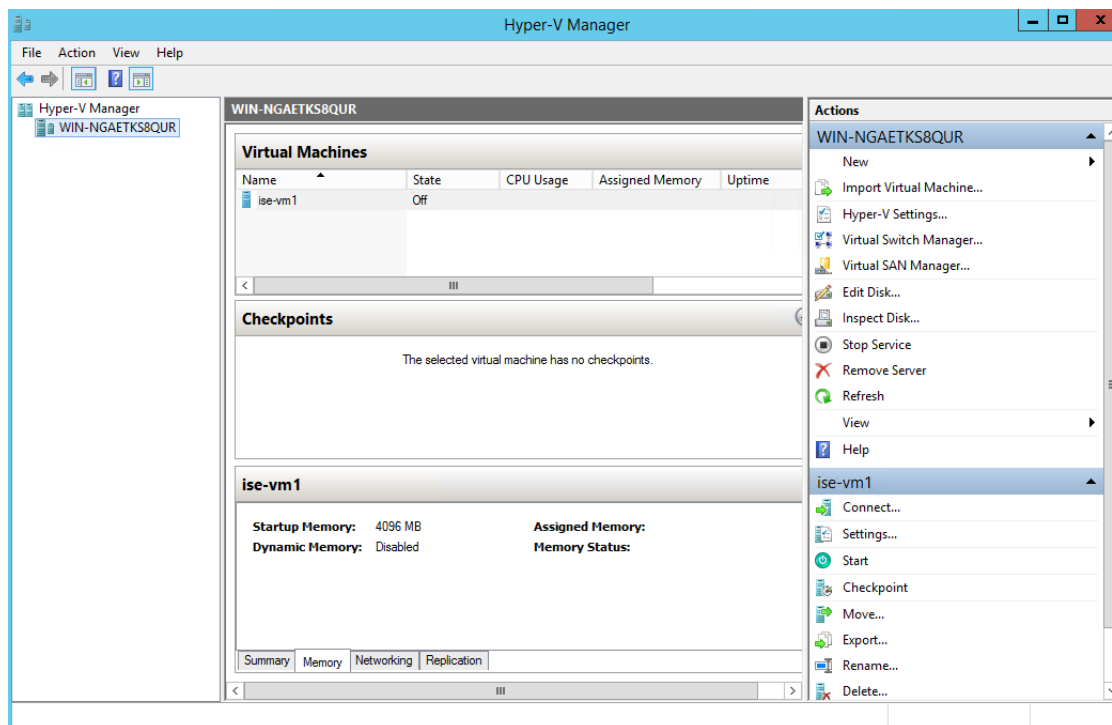 Hyper-V Manager
File Action View Help
Hyper-V Manager
WIN-NGAETKS8QUR
WIN-NGAETKS8QUR
Virtual Machines
Name State CPU Usage Assigned Memory Uptime
ise-vm1 Off
Checkpoints
The selected virtual machine has no checkpoints.
ise-vm1
Startup Memory: 4096 MB Assigned Memory:
Dynamic Memory: Disabled Memory Status:
Summary Memory Networking Replication
Actions
WIN-NGAETKS8QUR
New
Import Virtual Machine...
Hyper-V Settings...
Virtual Switch Manager...
Virtual SAN Manager...
Edit Disk...
Inspect Disk...
Stop Service
Remove Server
Refresh
View
Help
ise-vm1
Connect...
Settings...
Start
Checkpoint
Move...
Export...
Rename...
Delete...